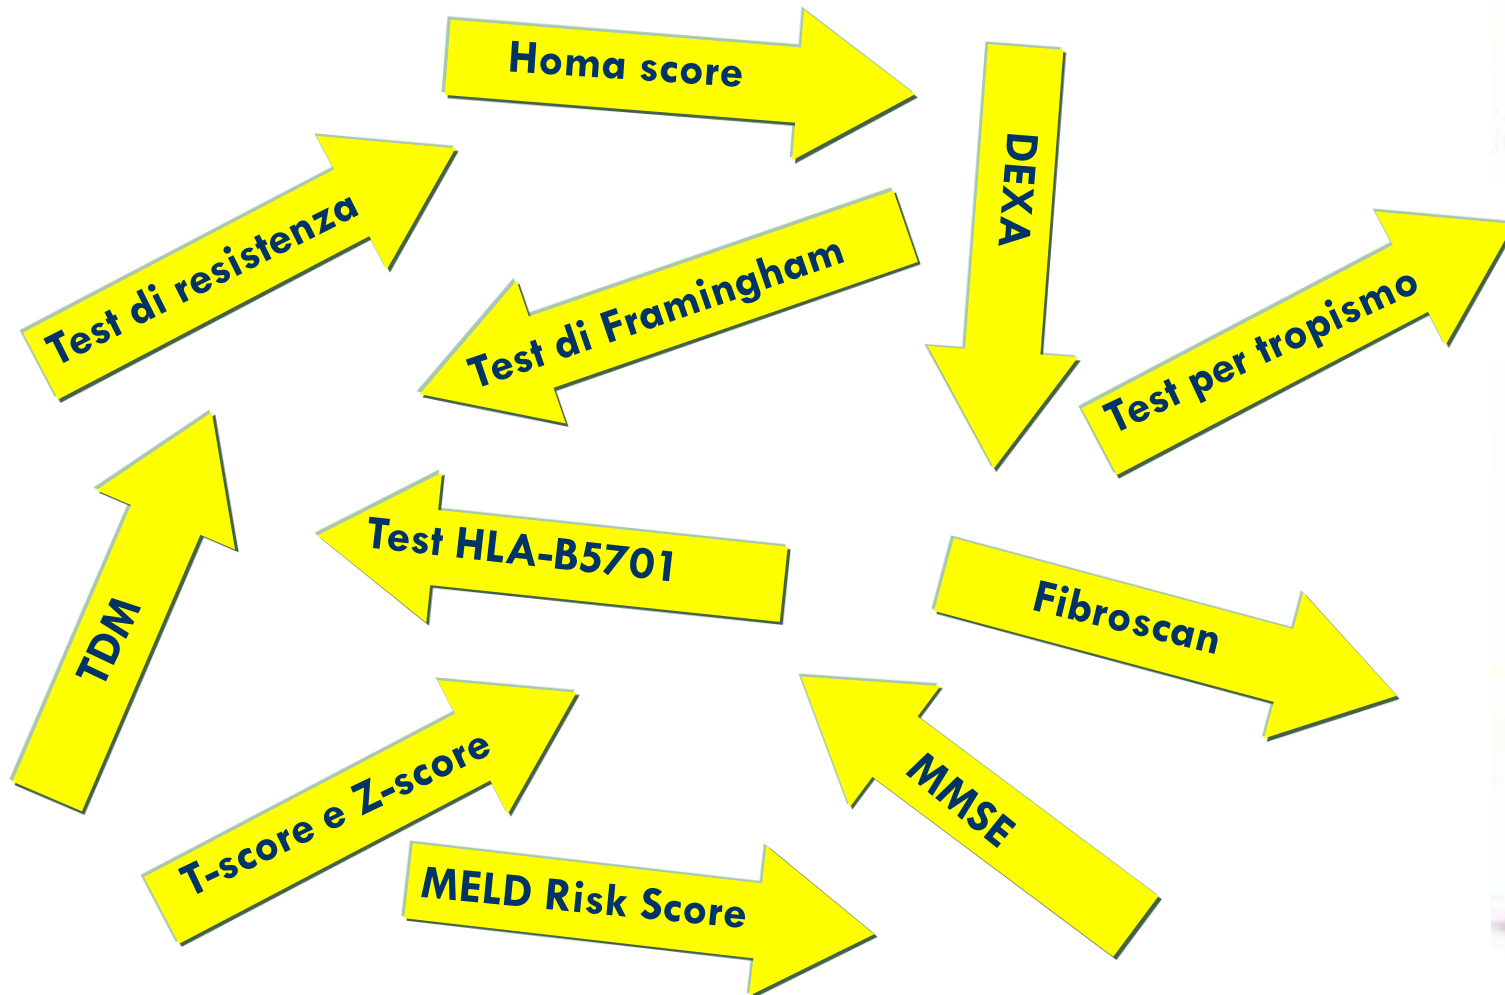 Homa score
DEXA
Test di resistenza
Test di Framingham
Test per tropismo
Test HLA-B5701
Fibroscan
TDM
T-score e Z-score
MMSE
MELD Risk Score